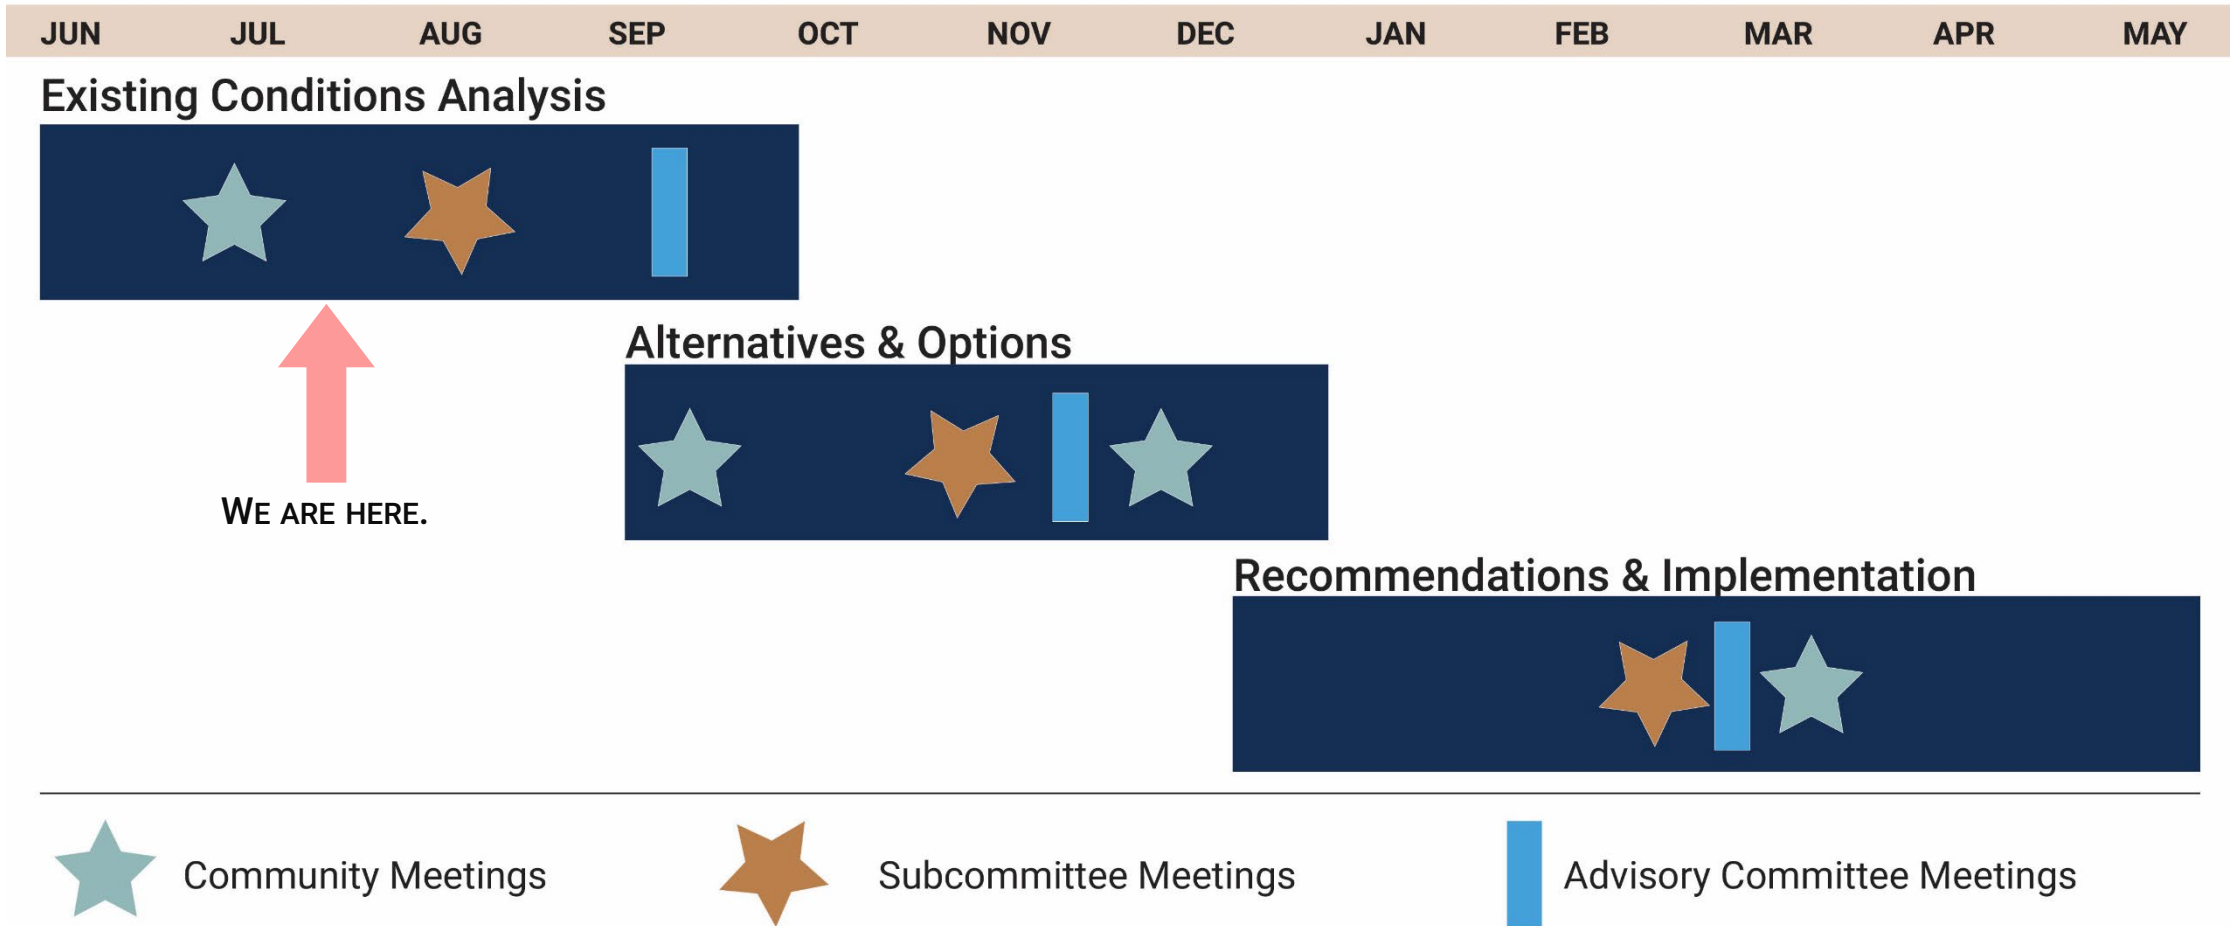 JUN JUL AUG SEP OCT NOV DEC JAN FEB MAR APR MAY
Existing Conditions Analysis
Alternatives & Options
WE ARE HERE.
Recommendations & Implementation
Community Meetings
Subcommittee Meetings
Advisory Committee Meetings